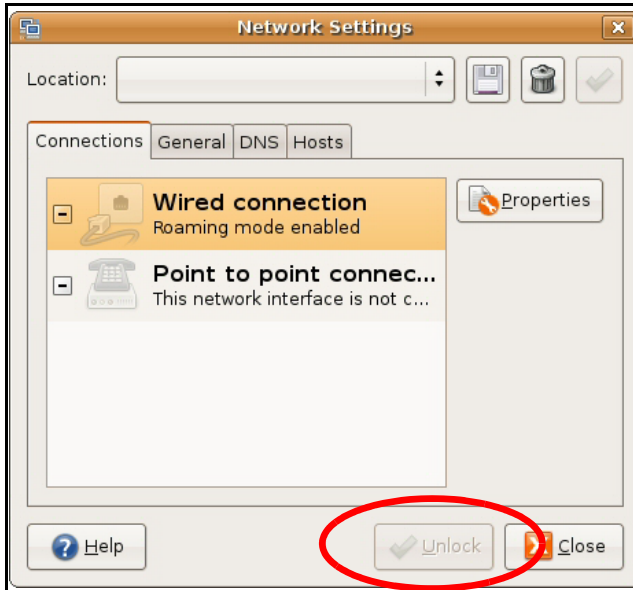 Network Settings
Location:
Connections General DNS Hosts
Wired connection
Roaming mode enabled
Properties
Point to point connec...
This network interface is not c...
Help Unlock Close